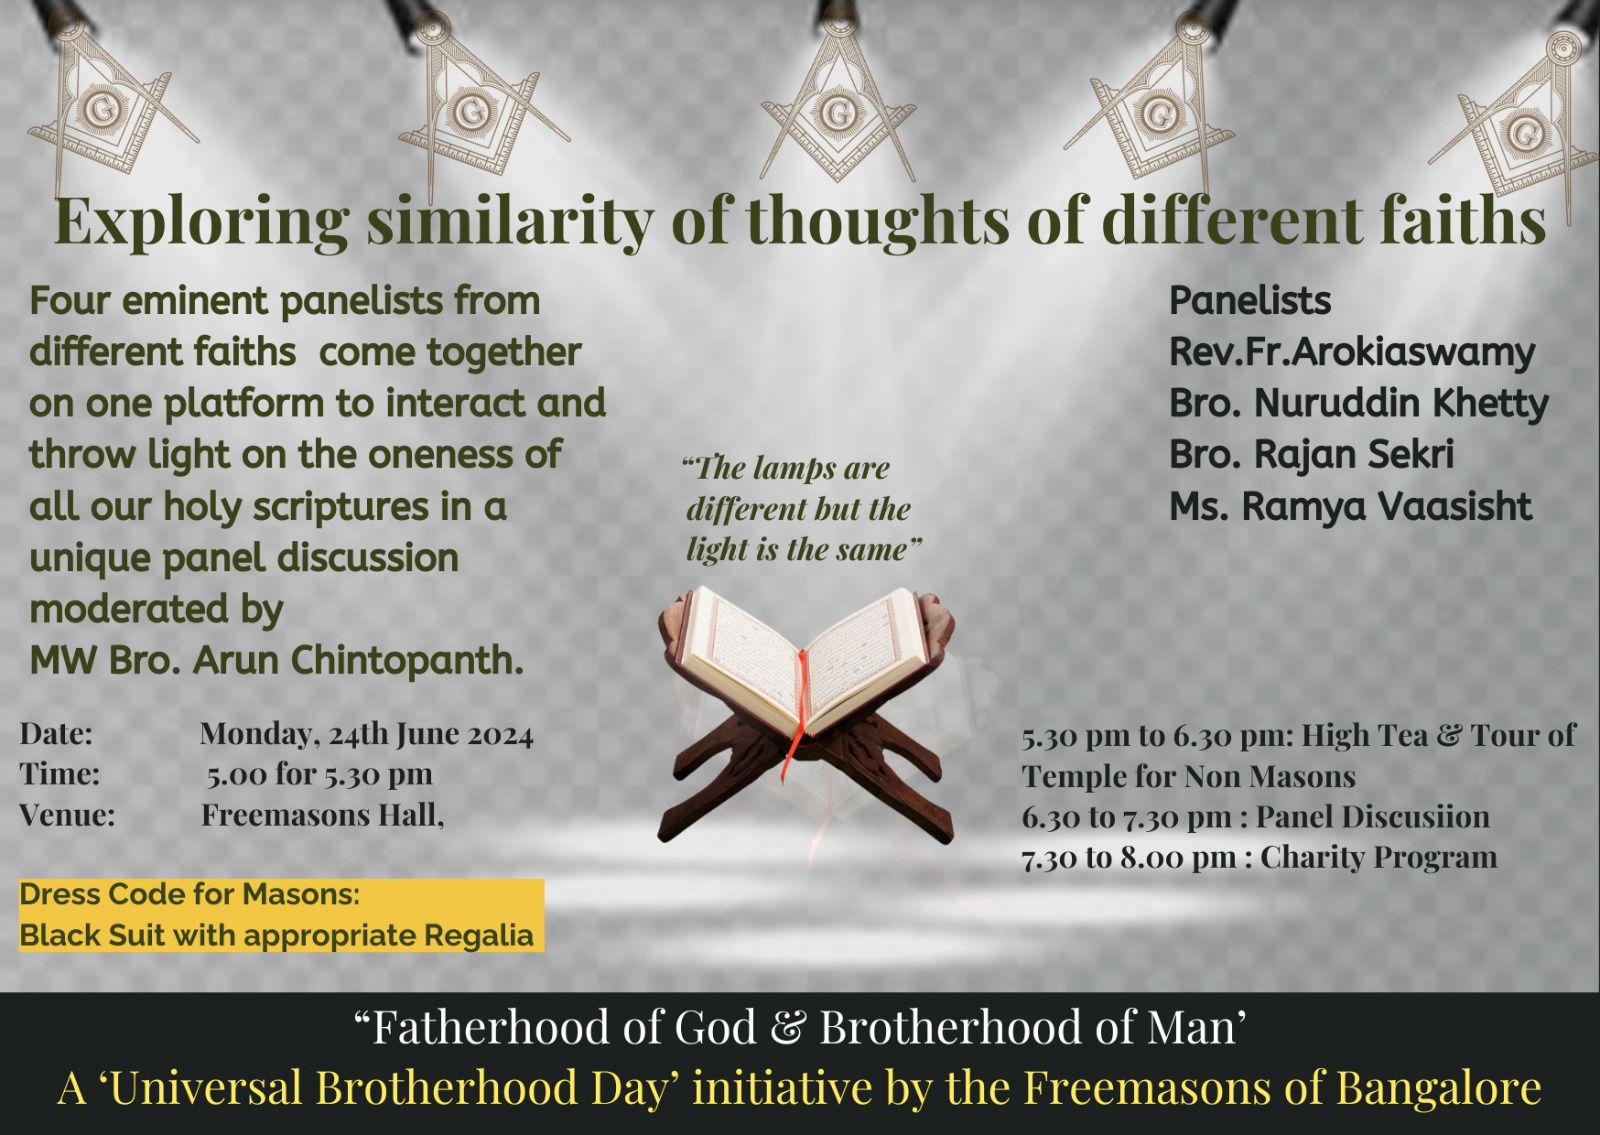 G G G G G
Exploring similarity of thoughts of different faiths
Four eminent panelists from
different faiths come together
on one platform to interact and
throw light on the oneness of
all our holy scriptures in a
unique panel discussion
moderated by
MW Bro. Arun Chintopanth.
Panelists
Rev.Fr.Arokiaswamy
Bro. Nuruddin Khetty
Bro. Rajan Sekri
Ms. Ramya Vaasisht
“The lamps are
different but the
light is the same”
Date: Monday, 24th June 2024
Time: 5.00 for 5.30 pm
Venue: Freemasons Hall,
5.30 pm to 6.30 pm: High Tea & Tour of
Temple for Non Masons
6.30 to 7.30 pm : Panel Discusiion
7.30 to 8.00 pm : Charity Program
Dress Code for Masons:
Black Suit with appropriate Regalia
“Fatherhood of God & Brotherhood of Man’
A ‘Universal Brotherhood Day’ initiative by the Freemasons of Bangalore